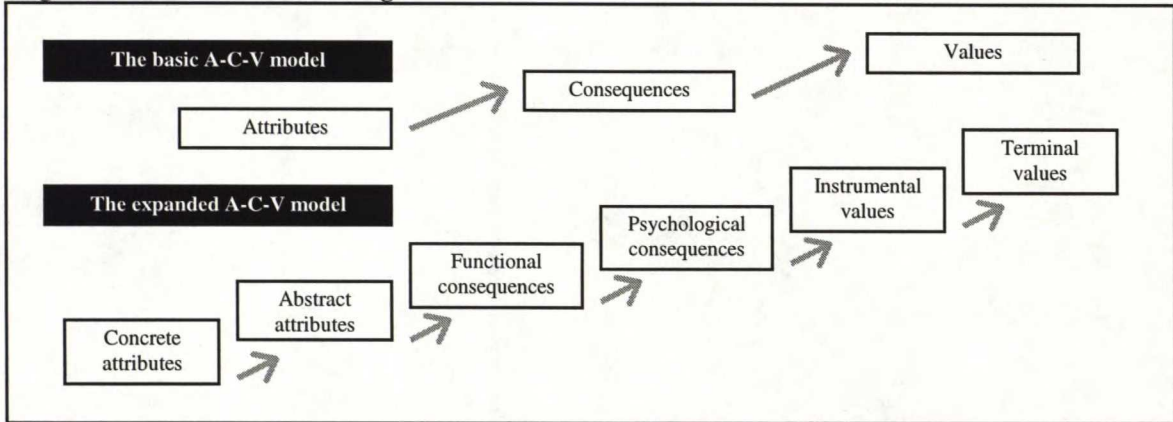 The basic A-C-V model
Attributes
Consequences
Values
The expanded A-C-V model
Concrete
attributes
Abstract
attributes
Functional
consequences
Psychological
consequences
Instrumental
values
Terminal
values